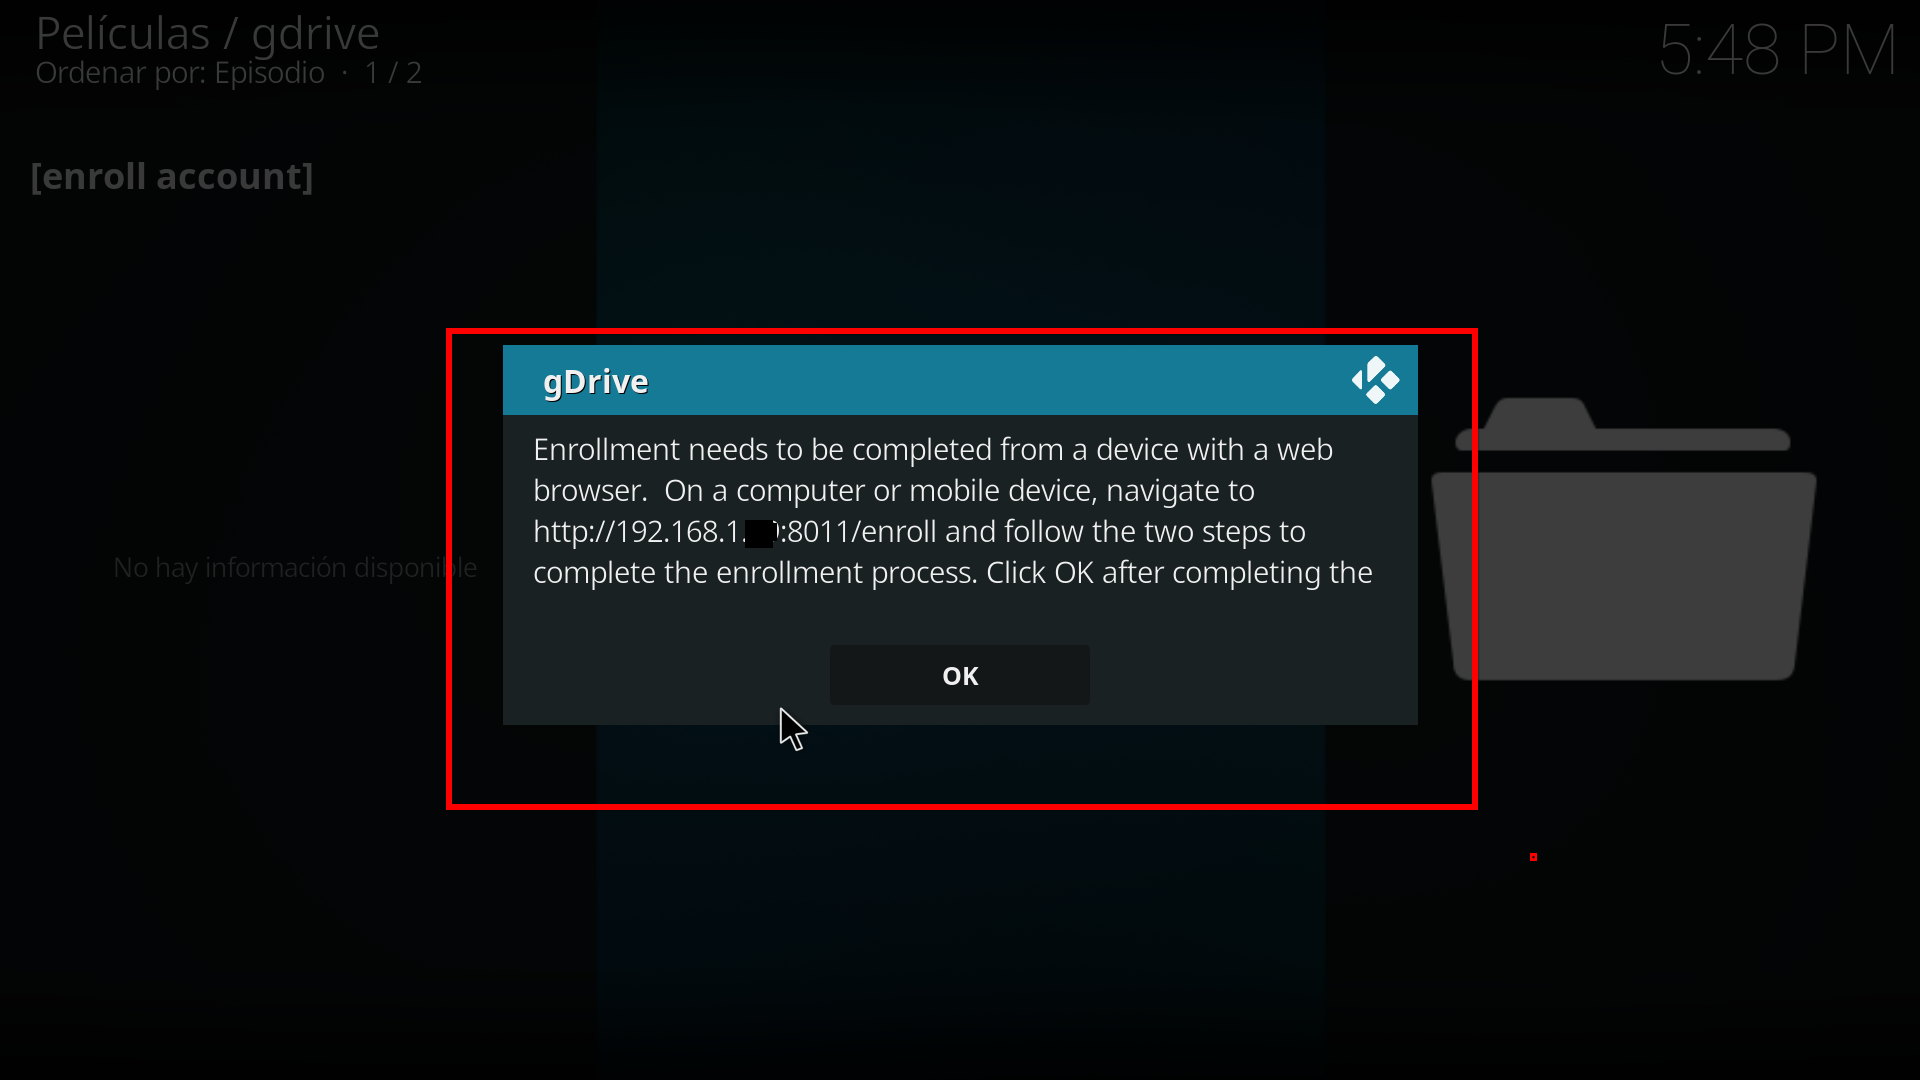 Películas / gdrive
Ordenar por: Episodio · 1 / 2
5:48 PM
[enroll account]
No hay información disponible
gDrive
Enrollment needs to be completed from a device with a web
browser. On a computer or mobile device, navigate to
http://192.168.1. :8011/enroll and follow the two steps to
complete the enrollment process. Click OK after completing the
OK